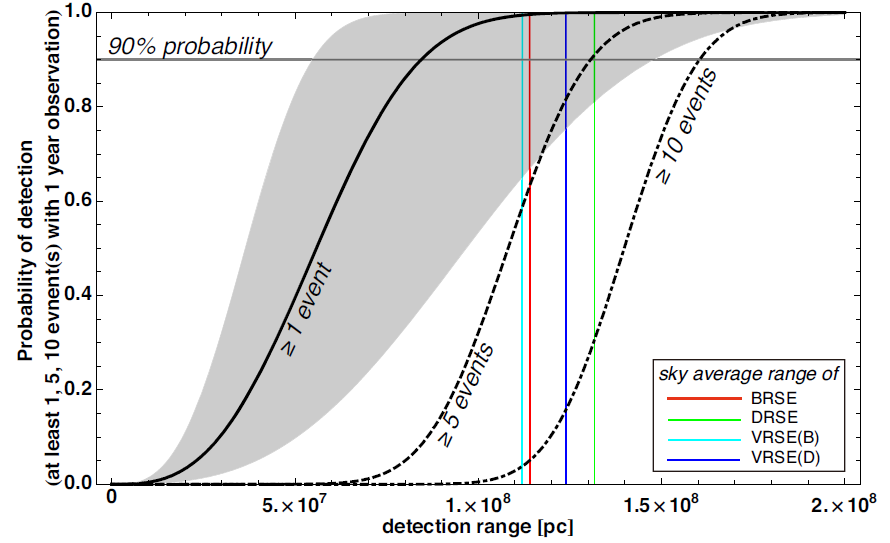 Probability of detection
(at least 1, 5, 10 evnent(s) with 1 year observation)
1.0
0.8
0.6
0.4
0.2
0.0
90% probability
≥ 1 event
≥ 5 events
≥ 10 events
sky average range of
BRSE
DRSE
VRSE(B)
VRSE(D)
0
5.×10⁷
1.×10⁸
1.5×10⁸
2.×10⁸
detection range [pc]